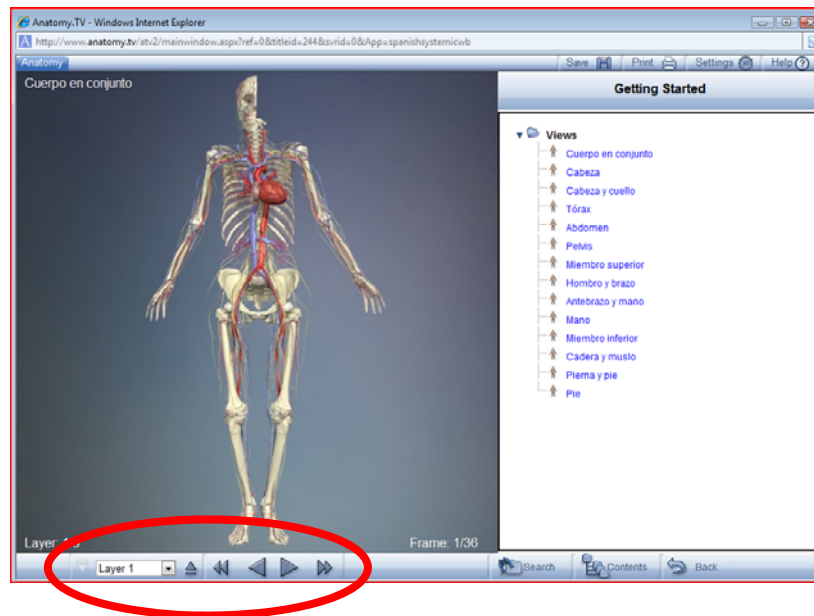 Anatomy.TV - Windows Internet Explorer
http://www.anatomy.tv/atv2/mainwindow.aspx?ref=0&titleid=244&svrid=0&App=spanishsystemicwb
Anatomy Save Print Settings Help
Cuerpo en conjunto
Getting Started
Views
Cuerpo en conjunto
Cabeza
Cabeza y cuello
Tórax
Abdomen
Pelvis
Miembro superior
Hombro y brazo
Antebrazo y mano
Mano
Miembro inferior
Cadera y muslo
Pierna y pie
Pie
Layer: Frame: 1/36
Layer 1 Search Contents Back